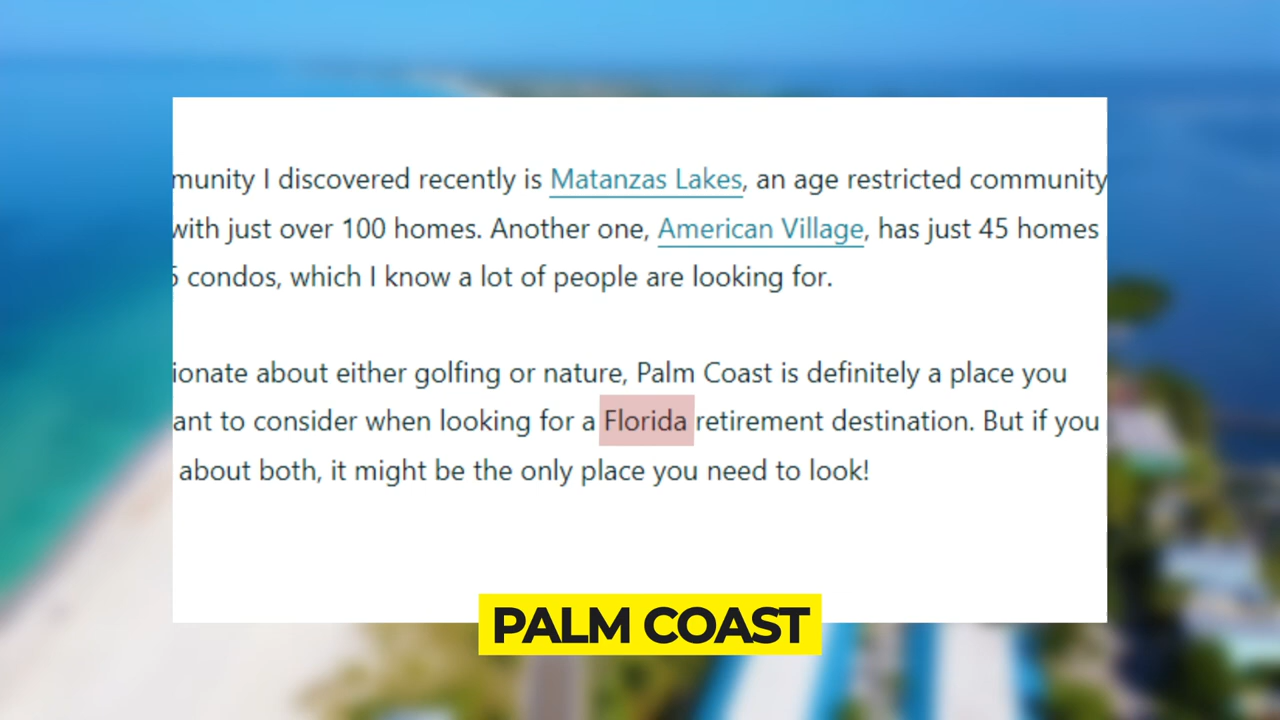 munity I discovered recently is Matanzas Lakes, an age restricted community
with just over 100 homes. Another one, American Village, has just 45 homes
condos, which I know a lot of people are looking for.
ionate about either golfing or nature, Palm Coast is definitely a place you
ant to consider when looking for a Florida retirement destination. But if you
about both, it might be the only place you need to look!
PALM COAST